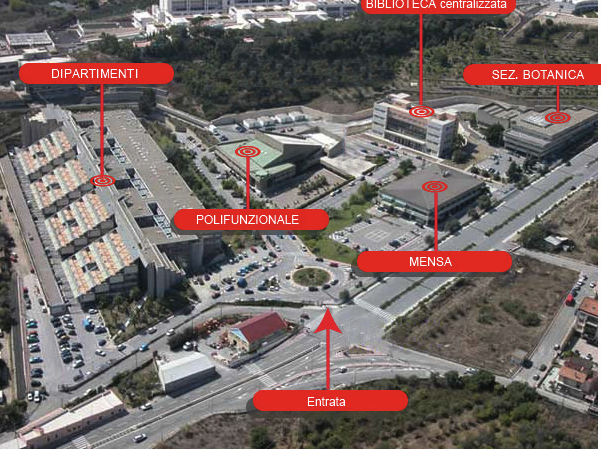 BIBLIOTECA centralizzata
DIPARTIMENTI
SEZ. BOTANICA
POLIFUNZIONALE
MENSA
Entrata